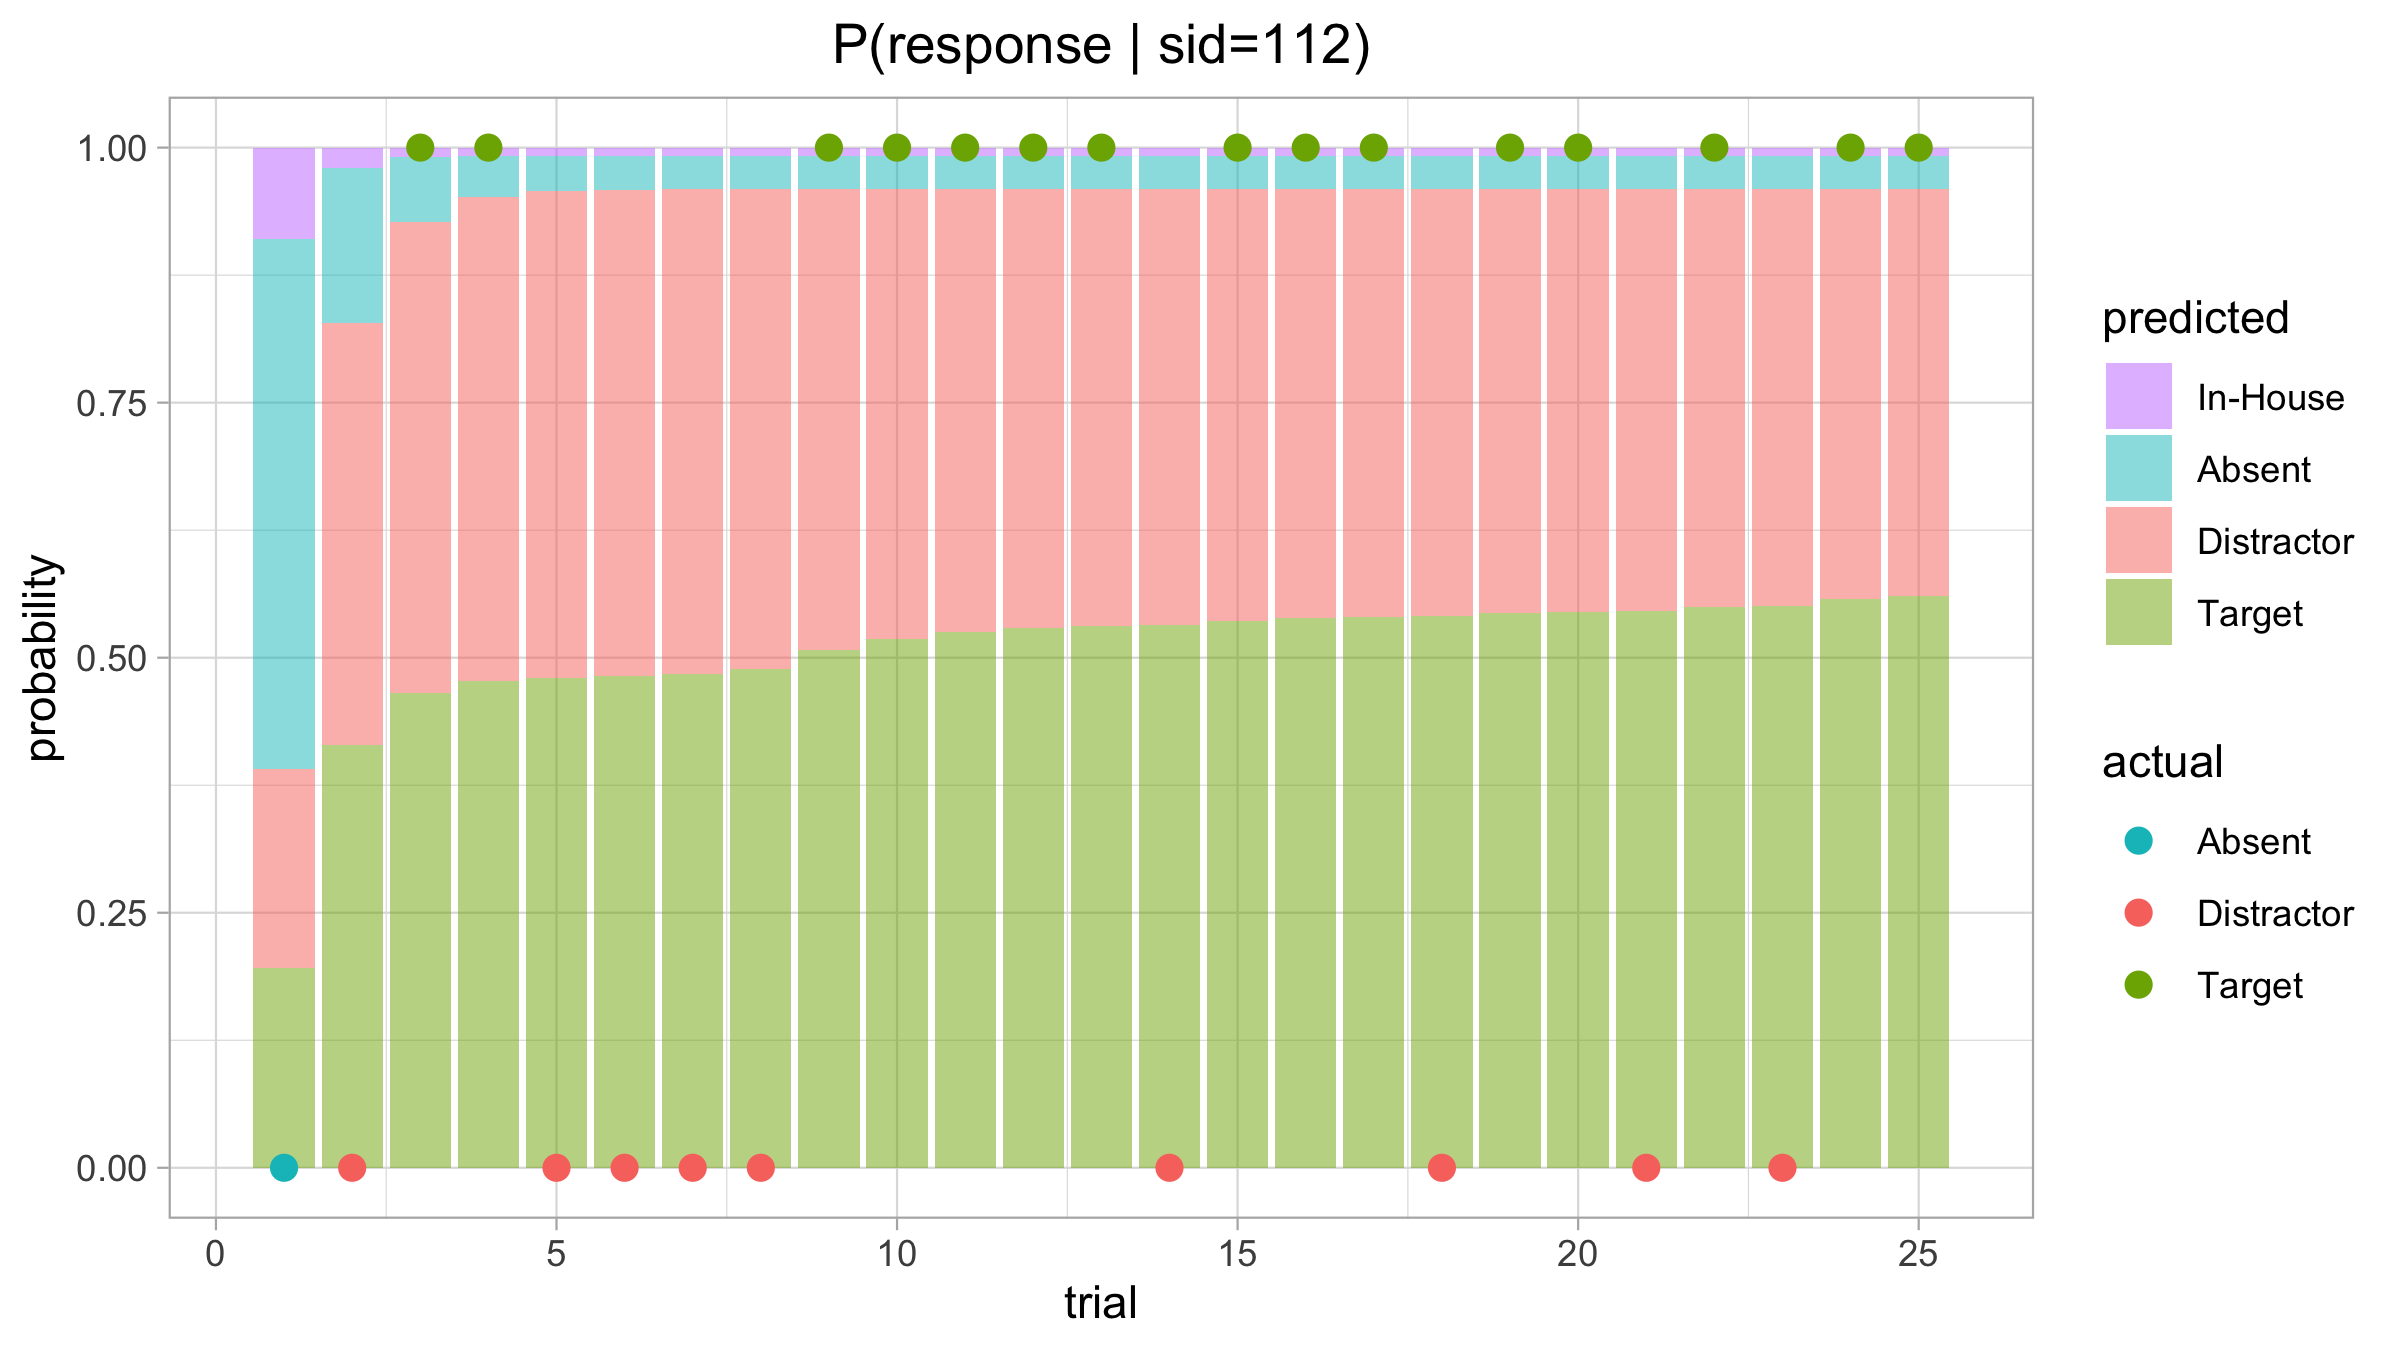 P(response | sid=112)
1.00
0.75
0.50
0.25
0.00
probability
0 5 10 15 20 25
trial
predicted
In-House
Absent
Distractor
Target
actual
Absent
Distractor
Target